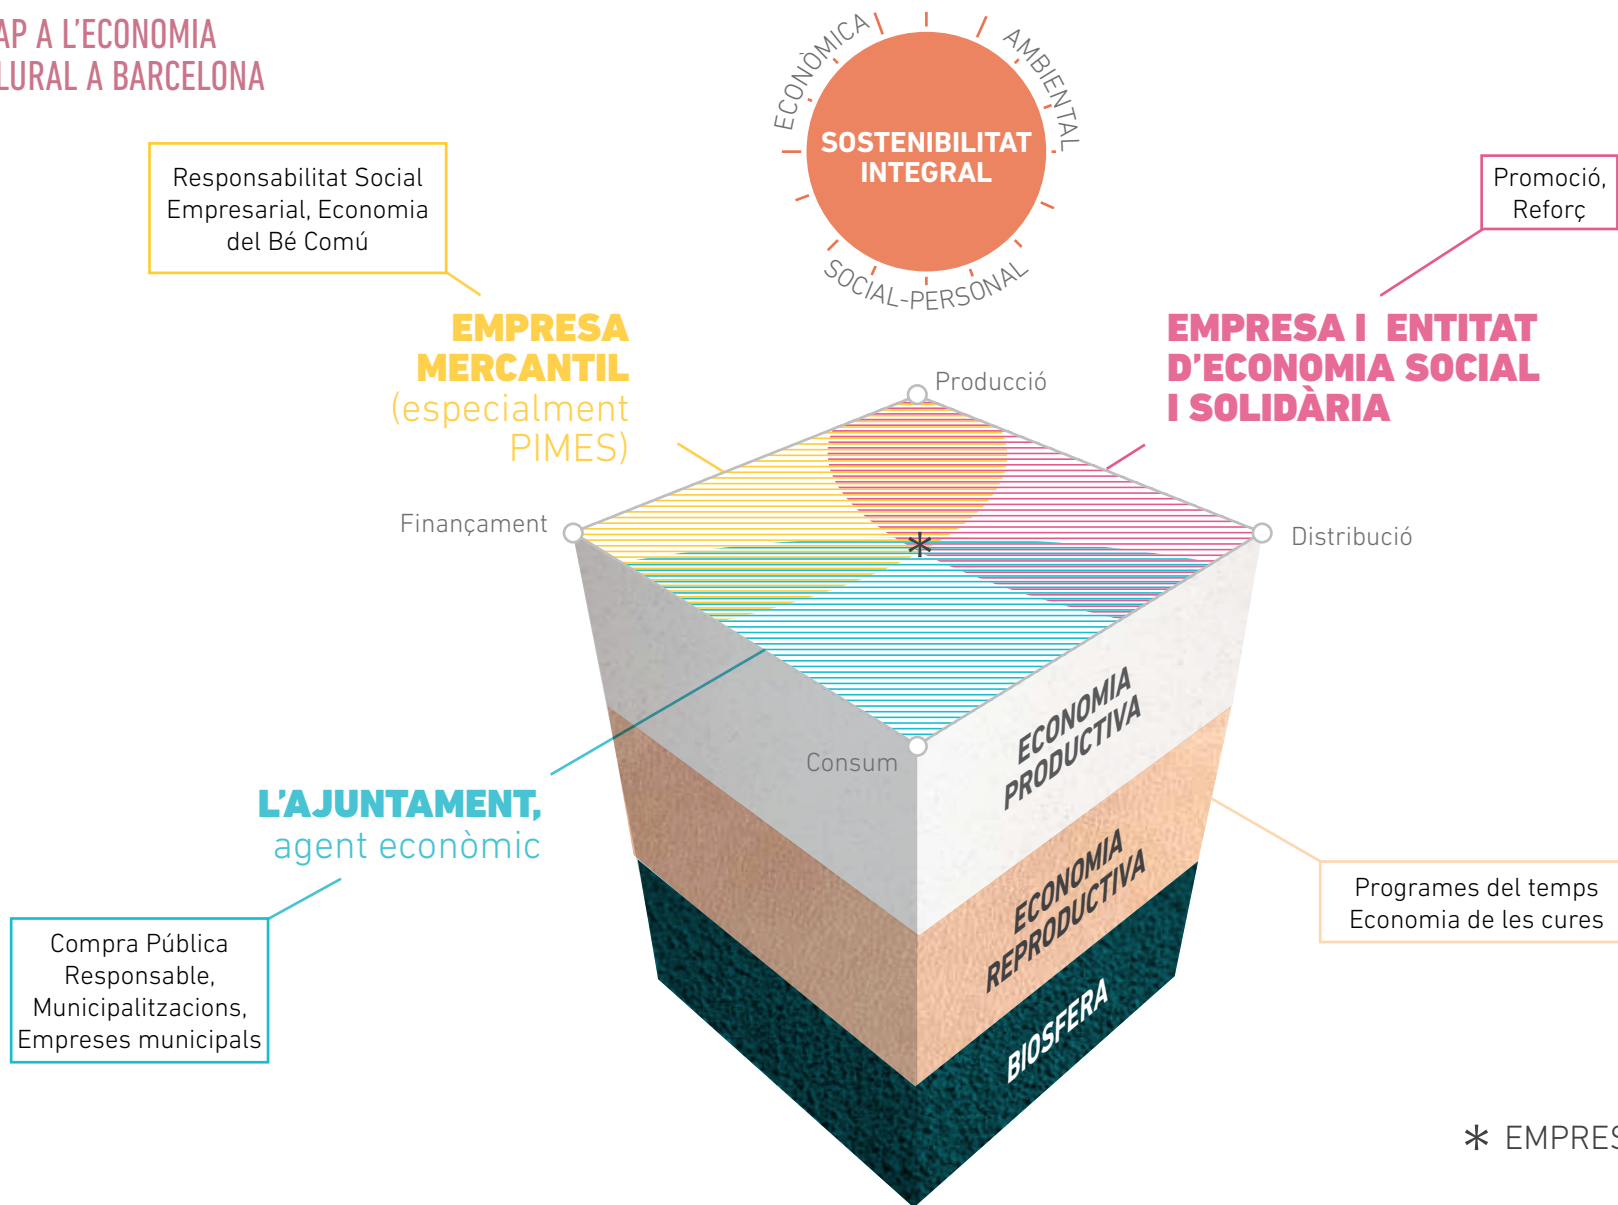 AP A L'ECONOMIA
LURAL A BARCELONA
ECONÒMICA
AMBIENTAL
SOSTENIBILITAT
INTEGRAL
SOCIAL-PERSONAL
Responsabilitat Social
Empresarial, Economia
del Bé Comú
Promoció,
Reforç
EMPRESA
MERCANTIL
(especialment
PIMES)
EMPRESA I ENTITAT
D'ECONOMIA SOCIAL
I SOLIDÀRIA
Producció
Finançament
Distribució
*
Consum
ECONOMIA
PRODUCTIVA
L'AJUNTAMENT,
agent econòmic
ECONOMIA
REPRODUCTIVA
Programes del temps
Economia de les cures
Compra Pública
Responsable,
Municipalitzacions,
Empreses municipals
BIOSFERA
* EMPRES